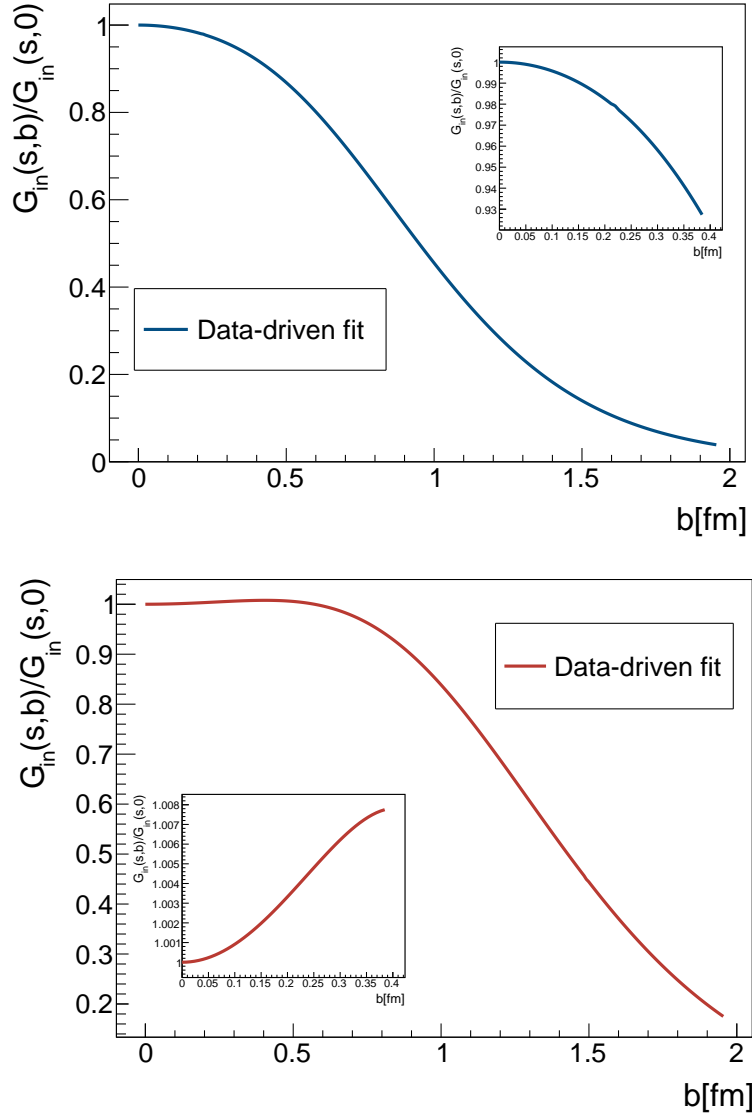 G_in(s,b)/G_in(s,0)
1
0.8
0.6
0.4
0.2
0
0 0.5 1 1.5 2
b[fm]
Data-driven fit
G_in(s,b)/G_in(s,0)
1
0.99
0.98
0.97
0.96
0.95
0.94
0.93
0 0.05 0.1 0.15 0.2 0.25 0.3 0.35 0.4
b[fm]
G_in(s,b)/G_in(s,0)
1
0.9
0.8
0.7
0.6
0.5
0.4
0.3
0.2
0 0.5 1 1.5 2
b[fm]
Data-driven fit
G_in(s,b)/G_in(s,0)
1.008
1.007
1.006
1.005
1.004
1.003
1.002
1.001
1
0 0.05 0.1 0.15 0.2 0.25 0.3 0.35 0.4
b[fm]